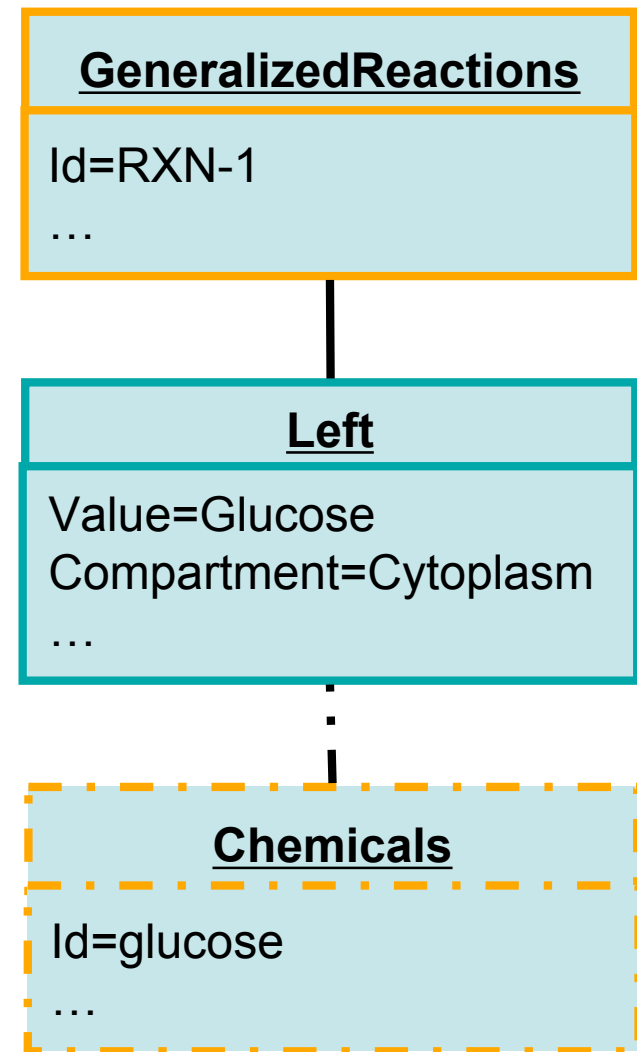 GeneralizedReactions
Id=RXN-1
…
Left
Value=Glucose
Compartment=Cytoplasm
…
Chemicals
Id=glucose
…